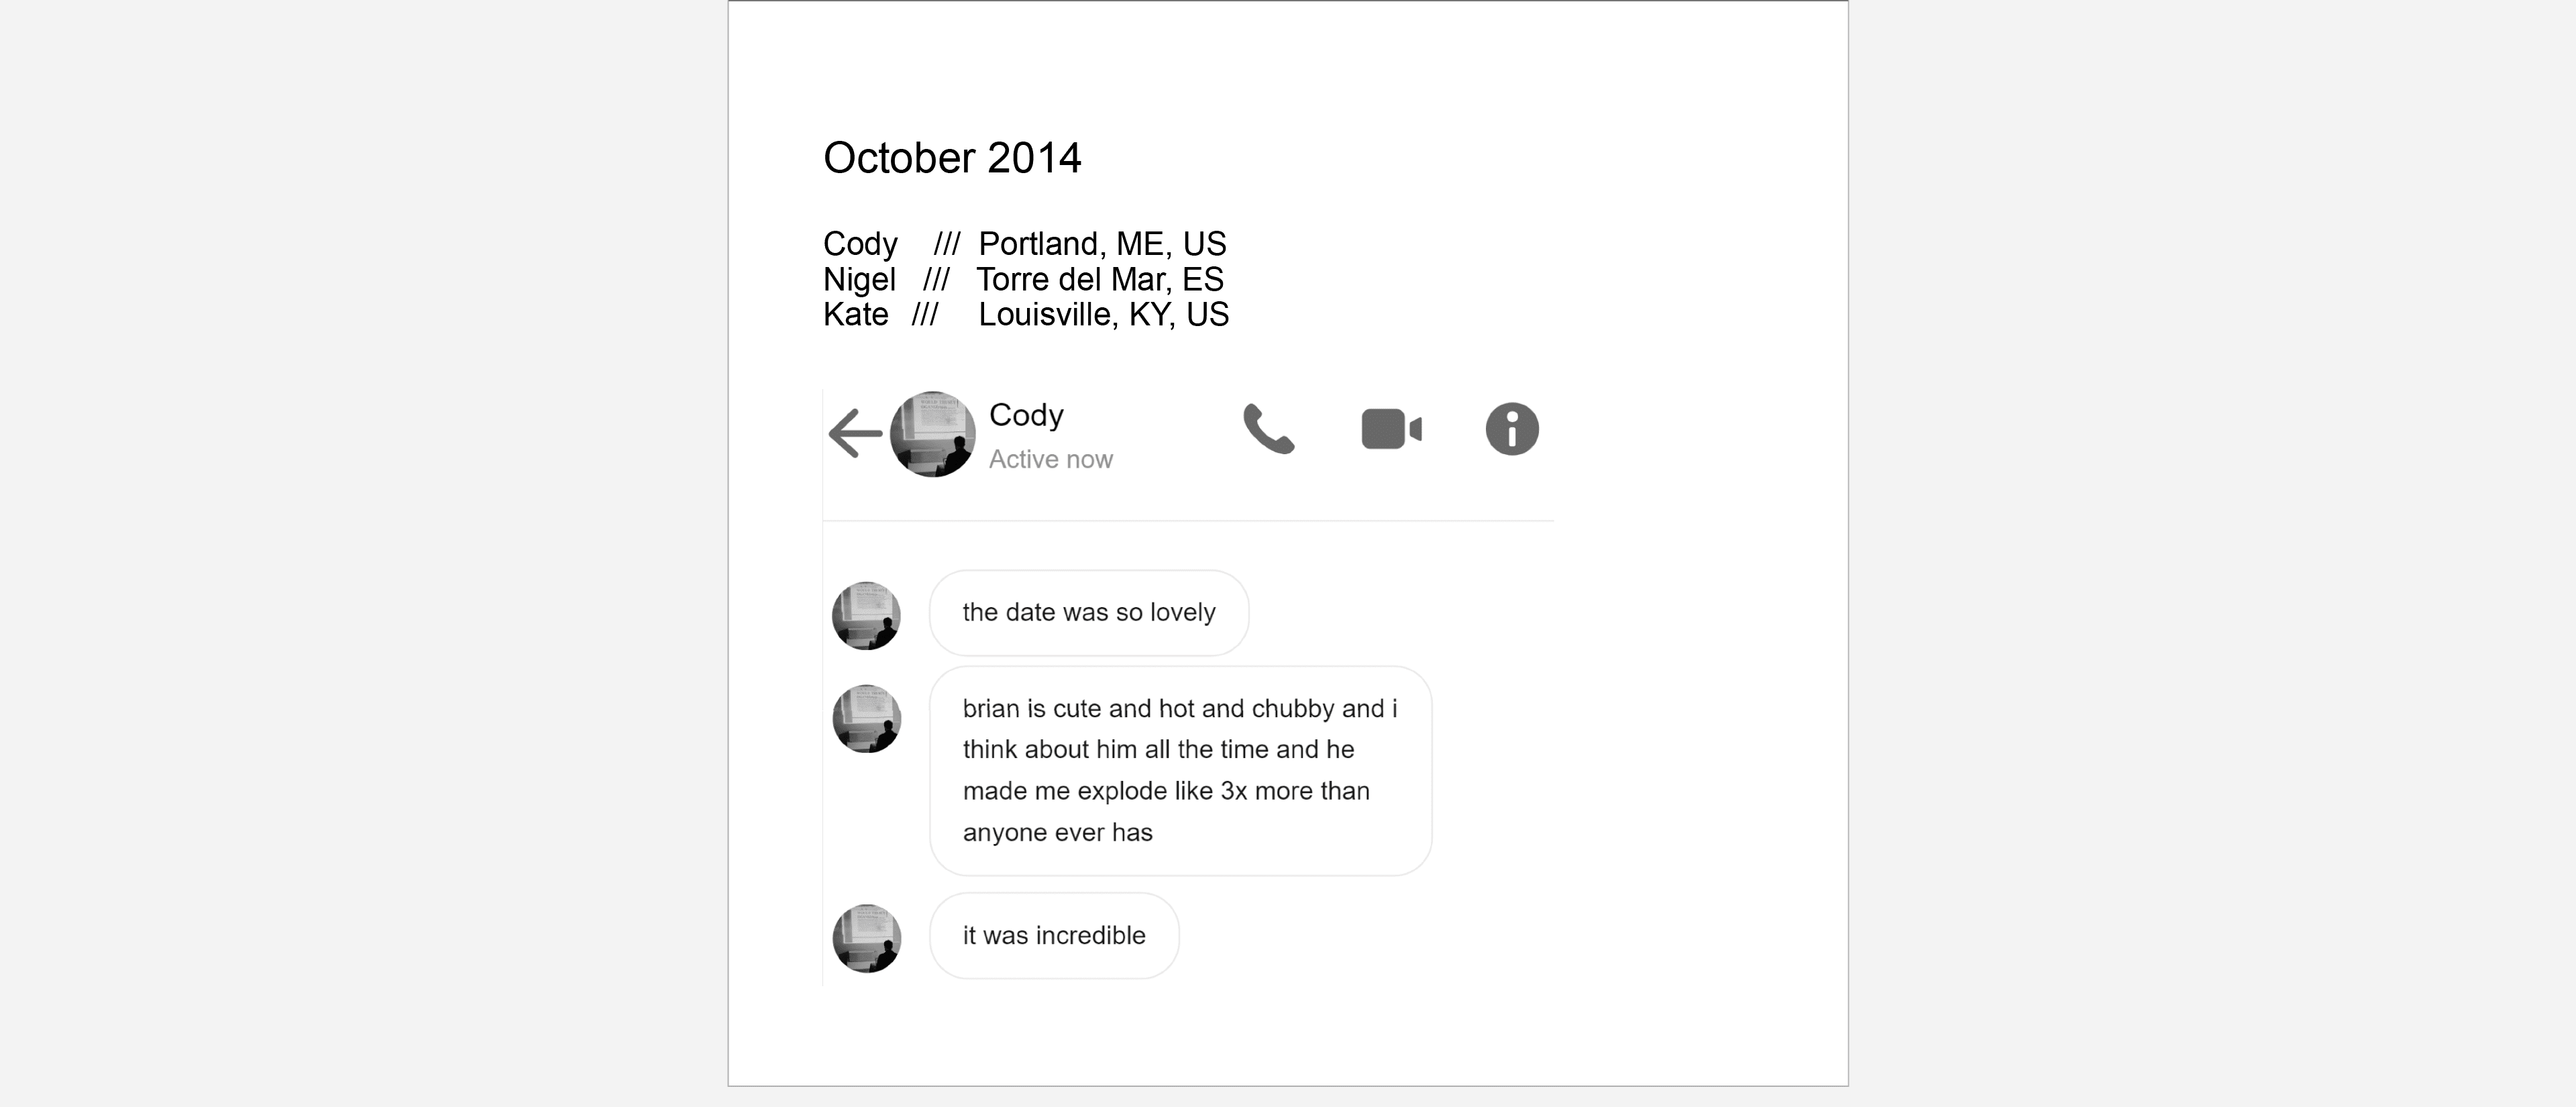 October 2014
Cody /// Portland, ME, US
Nigel /// Torre del Mar, ES
Kate /// Louisville, KY, US
Cody
Active now
the date was so lovely
brian is cute and hot and chubby and i
think about him all the time and he
made me explode like 3x more than
anyone ever has
it was incredible